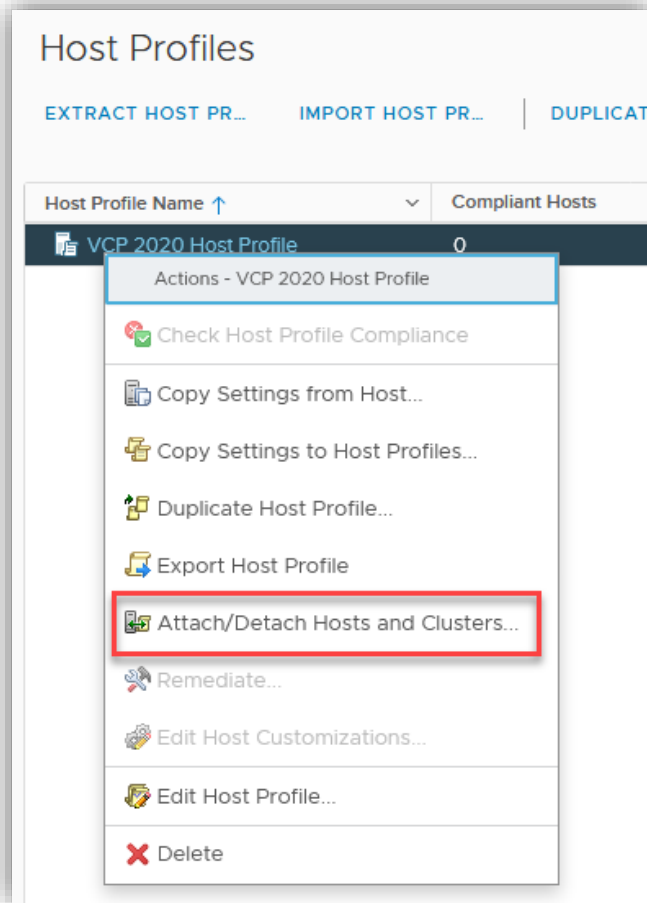 Host Profiles
EXTRACT HOST PR... IMPORT HOST PR... DUPLICAT
Host Profile Name ↑ Compliant Hosts
VCP 2020 Host Profile 0
Actions - VCP 2020 Host Profile
Check Host Profile Compliance
Copy Settings from Host...
Copy Settings to Host Profiles...
Duplicate Host Profile...
Export Host Profile
Attach/Detach Hosts and Clusters...
Remediate...
Edit Host Customizations...
Edit Host Profile...
Delete